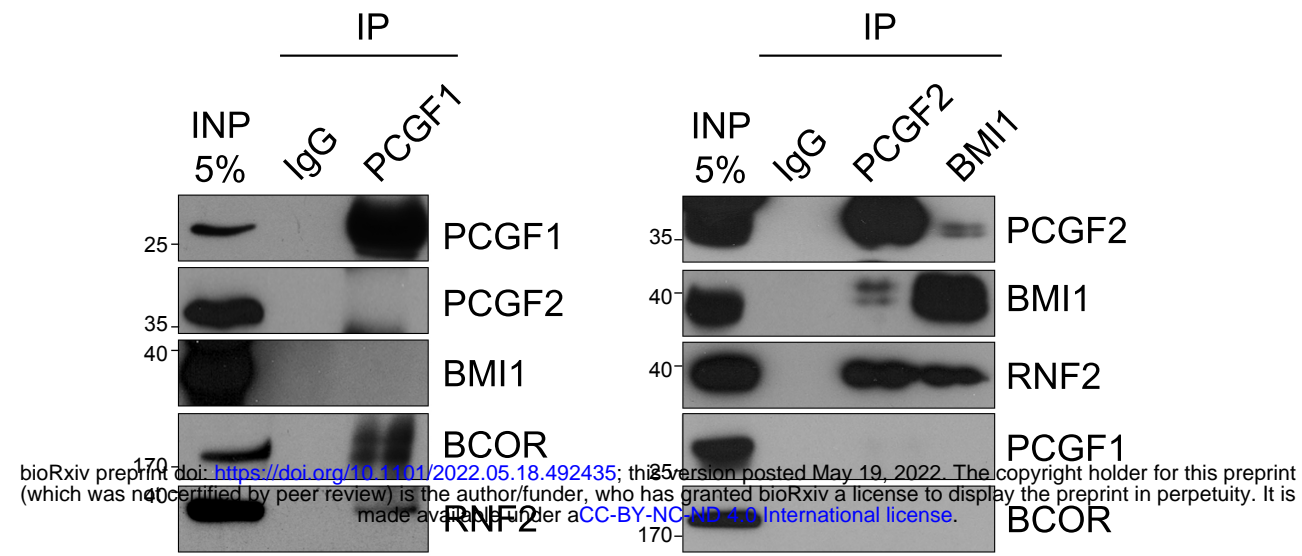 IP
IP
INP
5%
IgG
PCGF1
INP
5%
IgG
PCGF2
BMI1
25
PCGF1
35
PCGF2
35
PCGF2
40
BMI1
40
BMI1
40
RNF2
170
BCOR
25
PCGF1
bioRxiv preprint doi: https://doi.org/10.1101/2022.05.18.492435; this version posted May 19, 2022. The copyright holder for this preprint
(which was not certified by peer review) is the author/funder, who has granted bioRxiv a license to display the preprint in perpetuity. It is
made available under aCC-BY-NC-ND 4.0 International license.
40
RNF2
170
BCOR